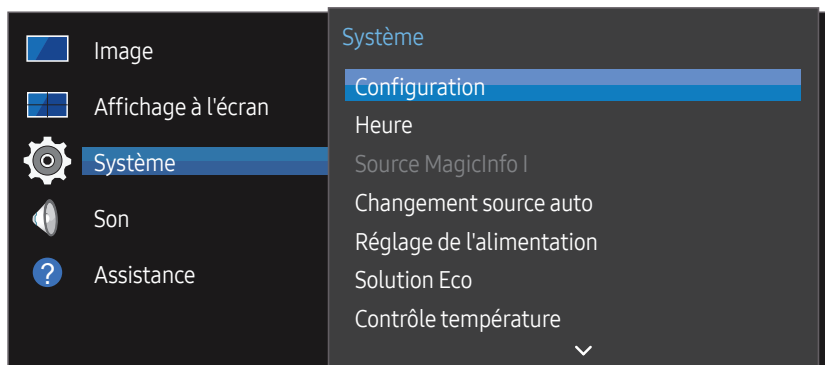 Image
Affichage à l'écran
Système
Son
?
Assistance
Système
Configuration
Heure
Source MagicInfo I
Changement source auto
Réglage de l'alimentation
Solution Eco
Contrôle température